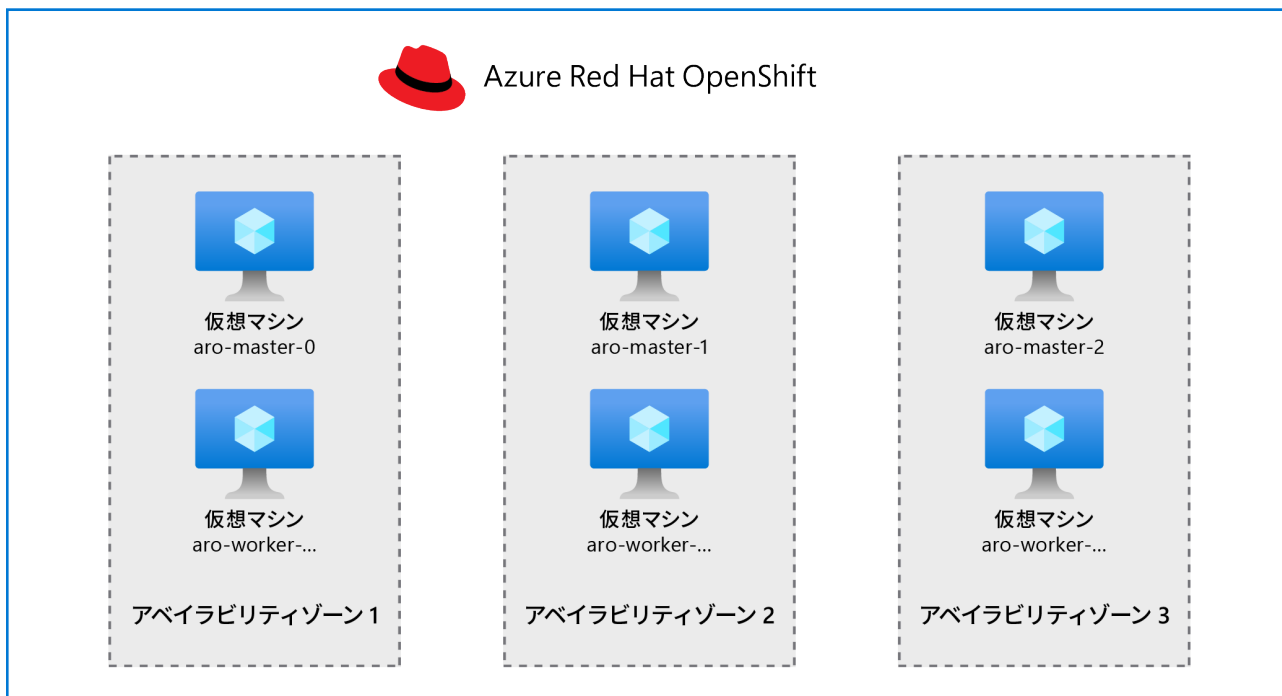 Azure Red Hat OpenShift
仮想マシン
aro-master-0
仮想マシン
aro-worker-...
アベイラビリティゾーン 1
仮想マシン
aro-master-1
仮想マシン
aro-worker-...
アベイラビリティゾーン 2
仮想マシン
aro-master-2
仮想マシン
aro-worker-...
アベイラビリティゾーン 3